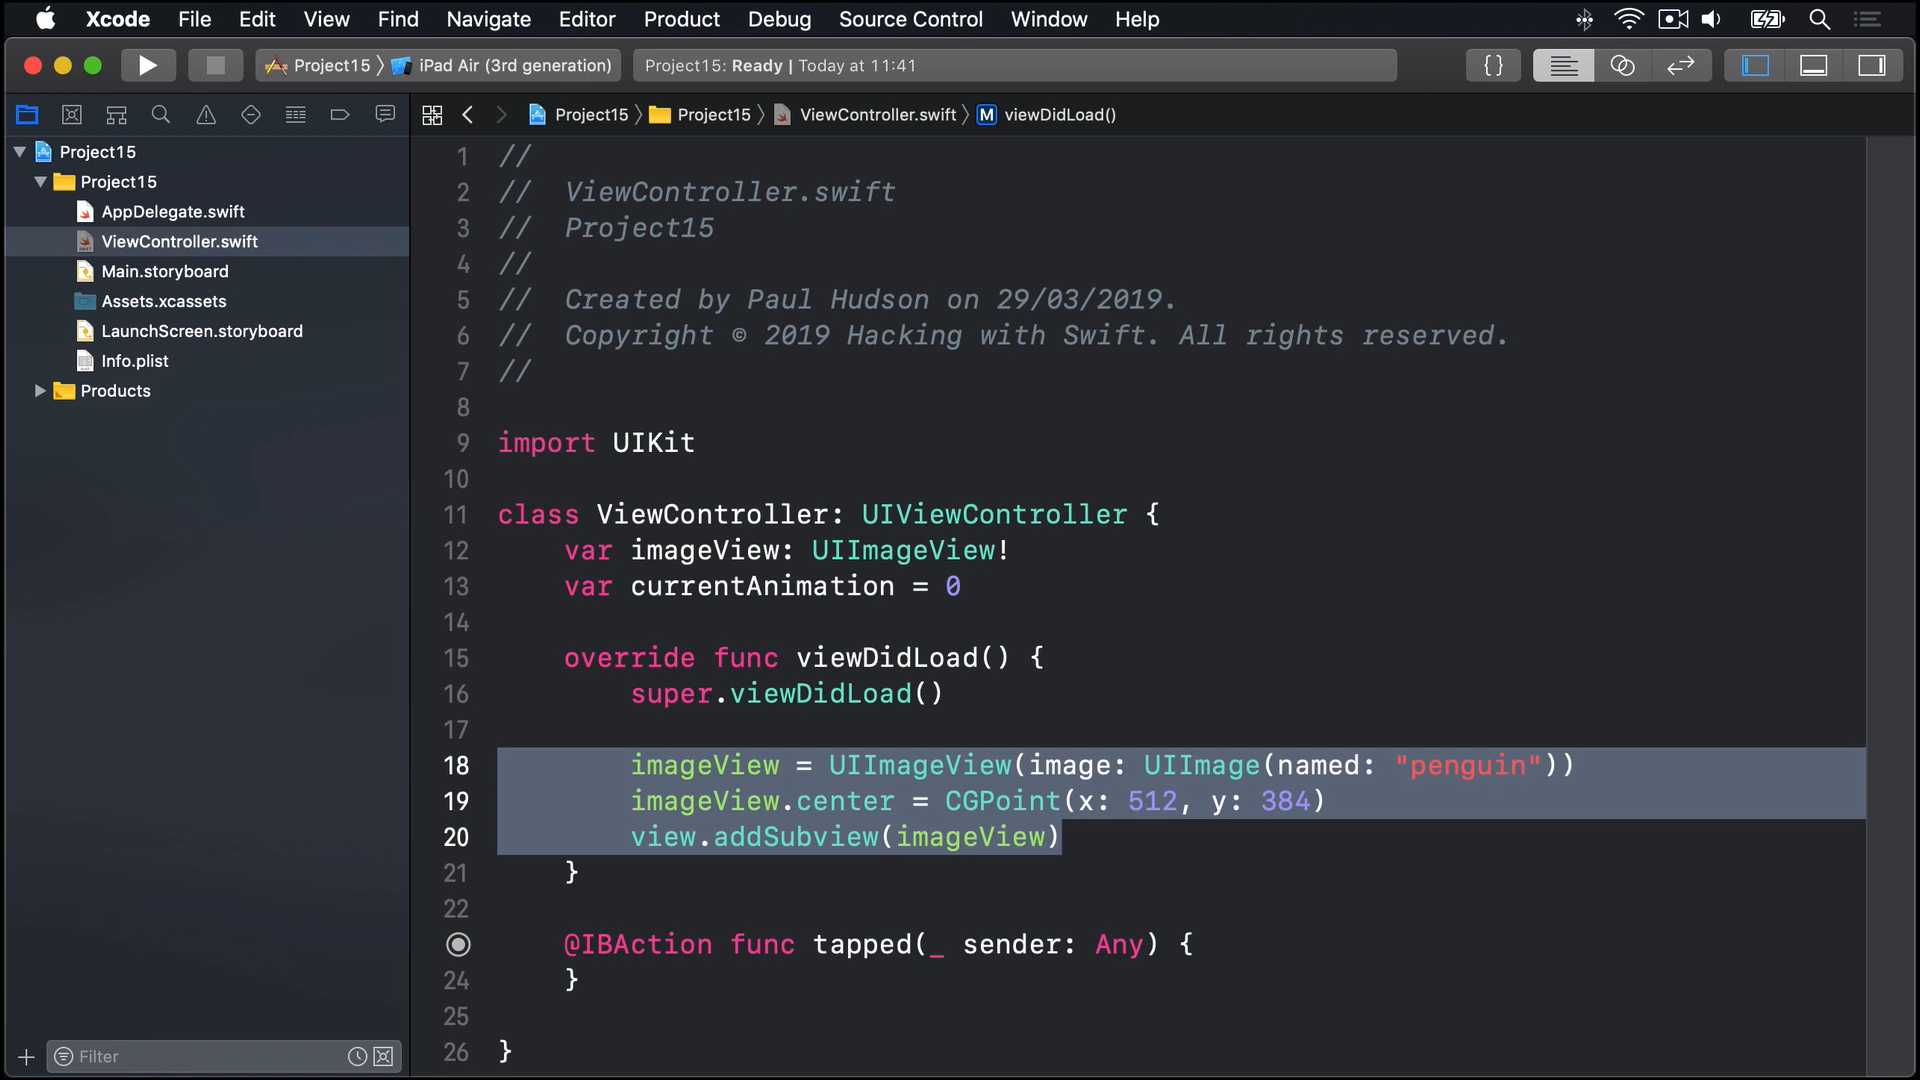 Xcode File Edit View Find Navigate Editor Product Debug Source Control Window Help
Project15 iPad Air (3rd generation) Project15: Ready | Today at 11:41 {}
Project15 Project15 ViewController.swift M viewDidLoad()
Project15
Project15
AppDelegate.swift
ViewController.swift
Main.storyboard
Assets.xcassets
LaunchScreen.storyboard
Info.plist
Products
Filter
1 //
2 //  ViewController.swift
3 //  Project15
4 //
5 //  Created by Paul Hudson on 29/03/2019.
6 //  Copyright © 2019 Hacking with Swift. All rights reserved.
7 //
8
9 import UIKit
10
11 class ViewController: UIViewController {
12     var imageView: UIImageView!
13     var currentAnimation = 0
14
15     override func viewDidLoad() {
16         super.viewDidLoad()
17
18         imageView = UIImageView(image: UIImage(named: "penguin"))
19         imageView.center = CGPoint(x: 512, y: 384)
20         view.addSubview(imageView)
21     }
22
@IBAction func tapped(_ sender: Any) {
24     }
25
26 }